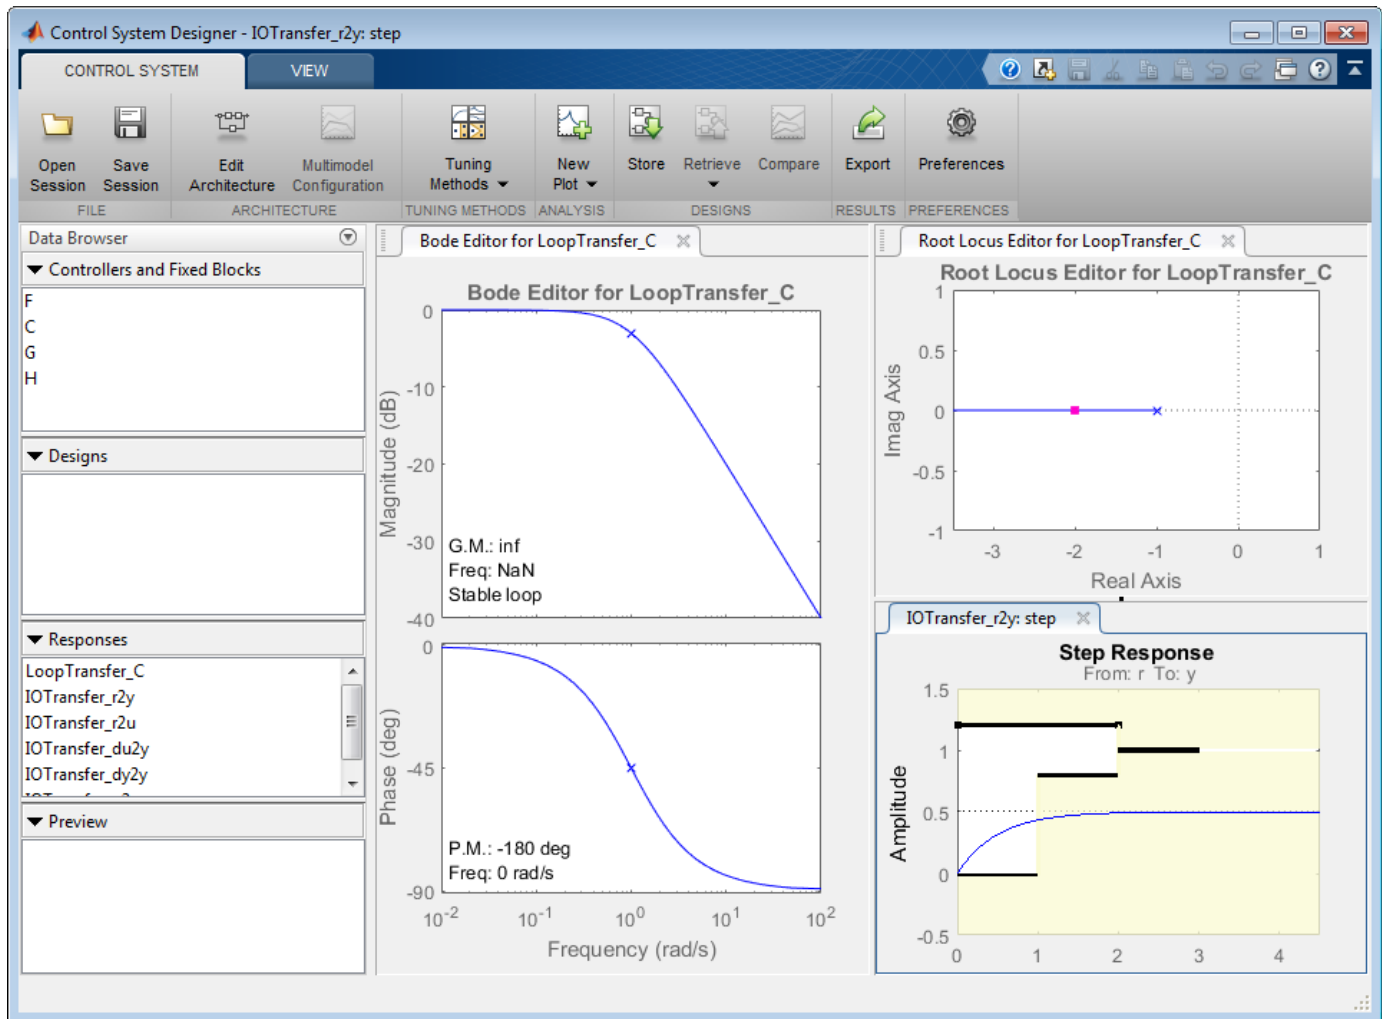 Control System Designer - IOTransfer_r2y: step
CONTROL SYSTEM
VIEW
Open Session
Save Session
Edit Architecture
Multimodel Configuration
Tuning Methods
New Plot
Store
Retrieve
Compare
Export
Preferences
FILE
ARCHITECTURE
TUNING METHODS
ANALYSIS
DESIGNS
RESULTS
PREFERENCES
Data Browser
Controllers and Fixed Blocks
F
C
G
H
Designs
Responses
LoopTransfer_C
IOTransfer_r2y
IOTransfer_r2u
IOTransfer_du2y
IOTransfer_dy2y
Preview
Bode Editor for LoopTransfer_C
Bode Editor for LoopTransfer_C
Magnitude (dB)
0
-10
-20
-30
-40
G.M.: inf
Freq: NaN
Stable loop
Phase (deg)
0
-45
-90
P.M.: -180 deg
Freq: 0 rad/s
10-2 10-1 100 101 102
Frequency (rad/s)
Root Locus Editor for LoopTransfer_C
Root Locus Editor for LoopTransfer_C
Imag Axis
1
0.5
0
-0.5
-1
-3 -2 -1 0 1
Real Axis
IOTransfer_r2y: step
Step Response
From: r To: y
Amplitude
1.5
1
0.5
0
-0.5
0 1 2 3 4